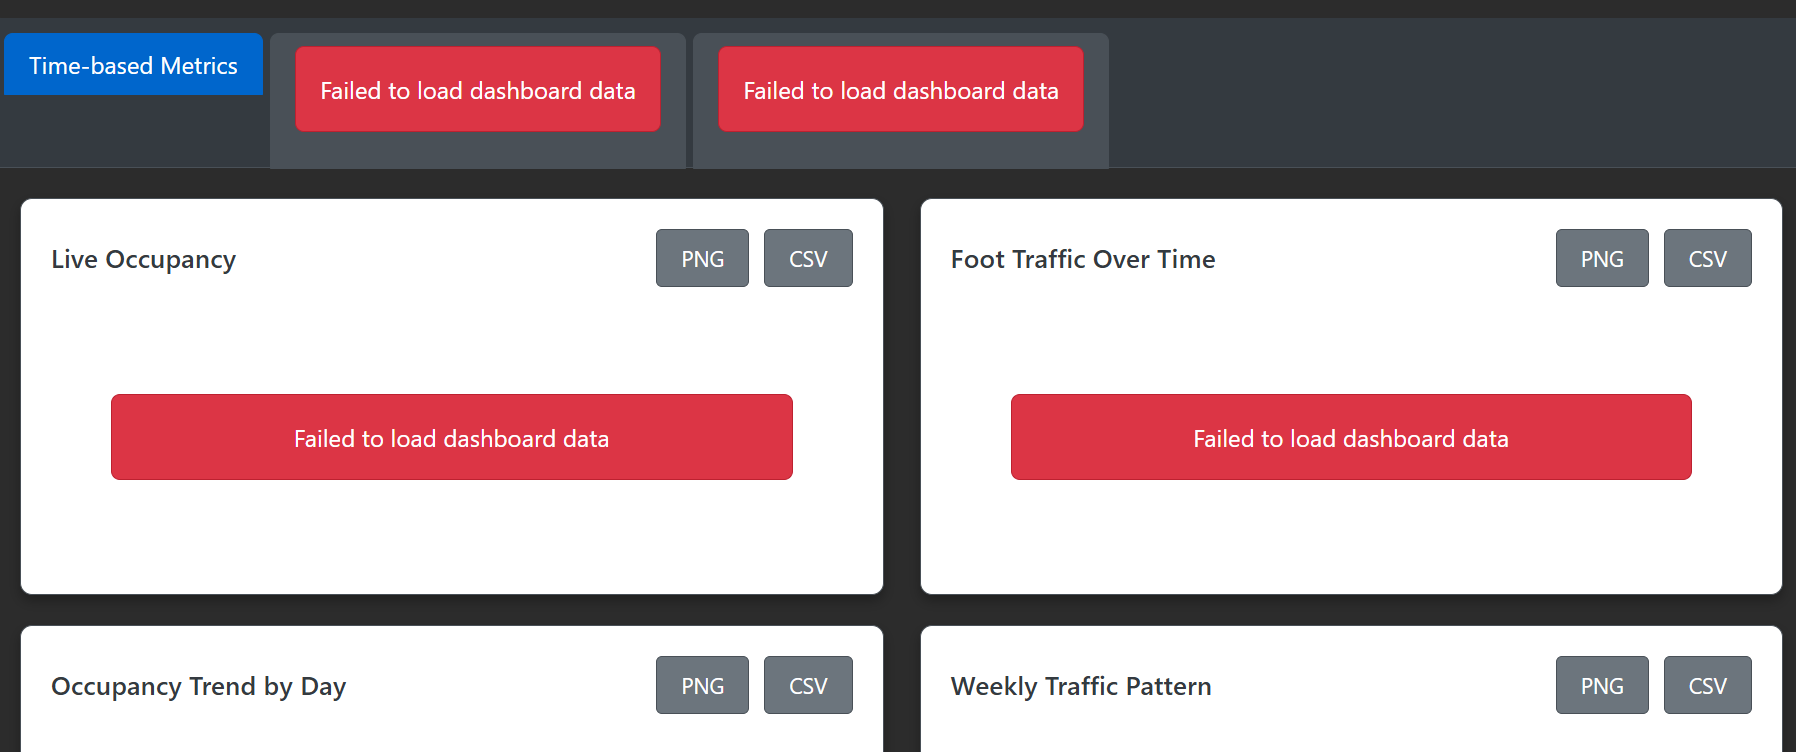 Time-based Metrics
Failed to load dashboard data
Failed to load dashboard data
Live Occupancy
PNG
CSV
Foot Traffic Over Time
PNG
CSV
Failed to load dashboard data
Failed to load dashboard data
Occupancy Trend by Day
PNG
CSV
Weekly Traffic Pattern
PNG
CSV